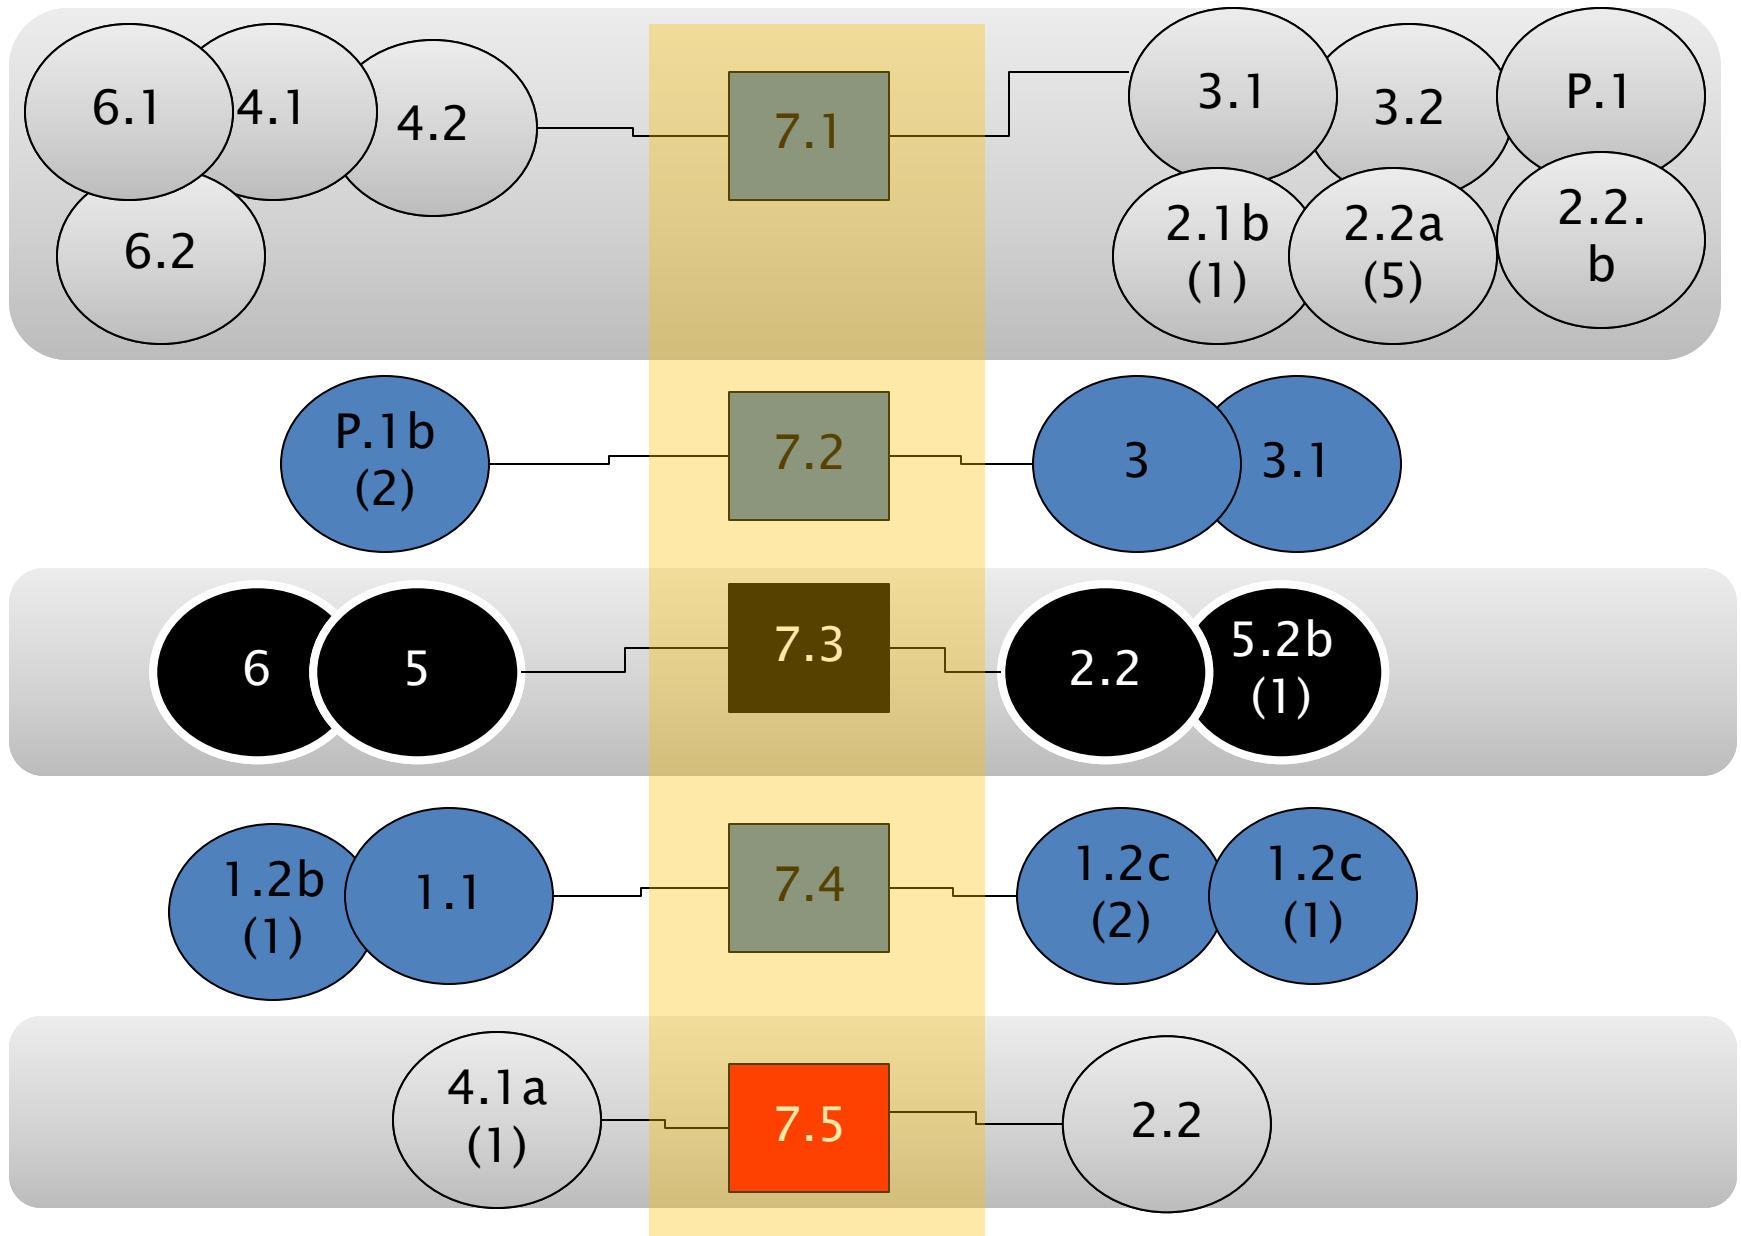 6.1
4.1
4.2
6.2
7.1
3.1
3.2
P.1
2.1b
(1)
2.2a
(5)
2.2.
b
P.1b
(2)
7.2
3
3.1
6
5
7.3
2.2
5.2b
(1)
1.2b
(1)
1.1
7.4
1.2c
(2)
1.2c
(1)
4.1a
(1)
7.5
2.2